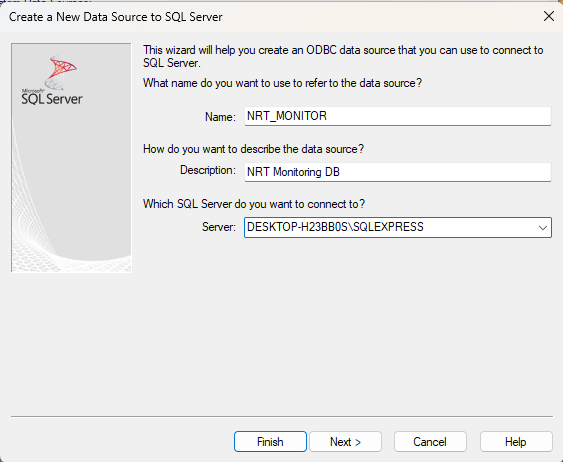 Create a New Data Source to SQL Server
This wizard will help you create an ODBC data source that you can use to connect to
SQL Server.
What name do you want to use to refer to the data source?
Microsoft
SQL Server
Name: NRT_MONITOR
How do you want to describe the data source?
Description: NRT Monitoring DB
Which SQL Server do you want to connect to?
Server: DESKTOP-H23BB0S\SQLEXPRESS
Finish Next > Cancel Help